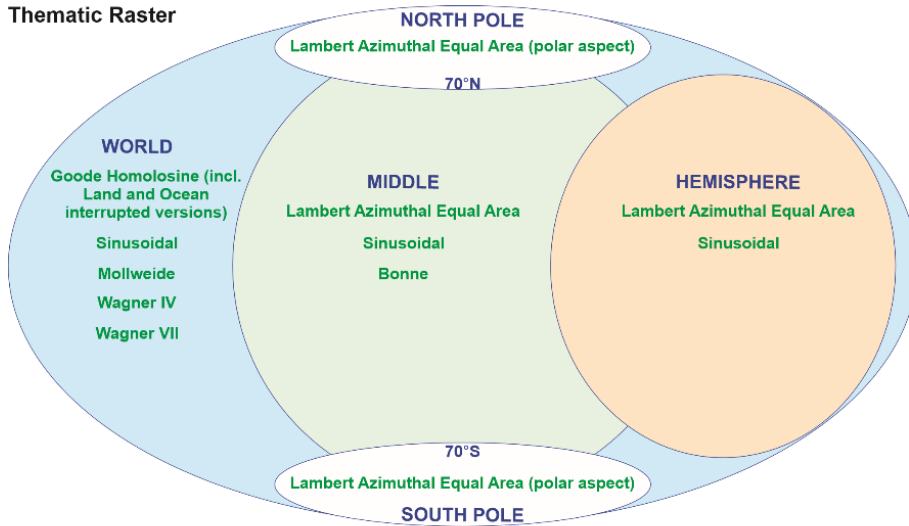 Thematic Raster
NORTH POLE
Lambert Azimuthal Equal Area (polar aspect)
70°N
WORLD
Goode Homolosine (incl.
Land and Ocean
interrupted versions)
Sinusoidal
Mollweide
Wagner IV
Wagner VII
MIDDLE
Lambert Azimuthal Equal Area
Sinusoidal
Bonne
HEMISPHERE
Lambert Azimuthal Equal Area
Sinusoidal
70°S
Lambert Azimuthal Equal Area (polar aspect)
SOUTH POLE